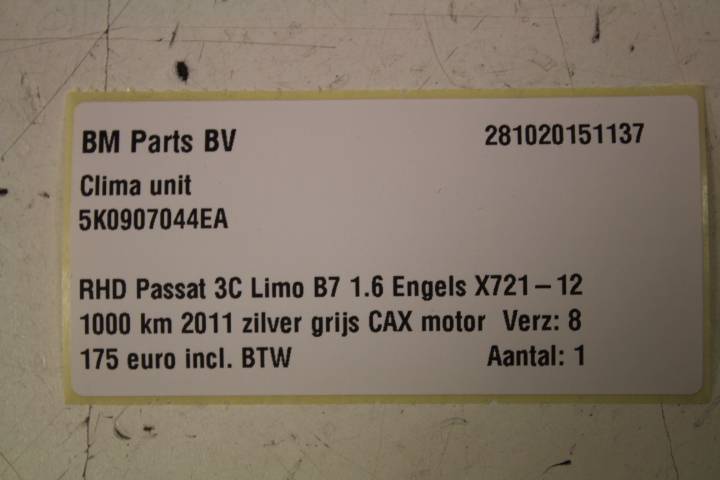 BM Parts BV 281020151137
Clima unit
5K0907044EA
RHD Passat 3C Limo B7 1.6 Engels X721-12
1000 km 2011 zilver grijs CAX motor Verz: 8
175 euro incl. BTW Aantal: 1